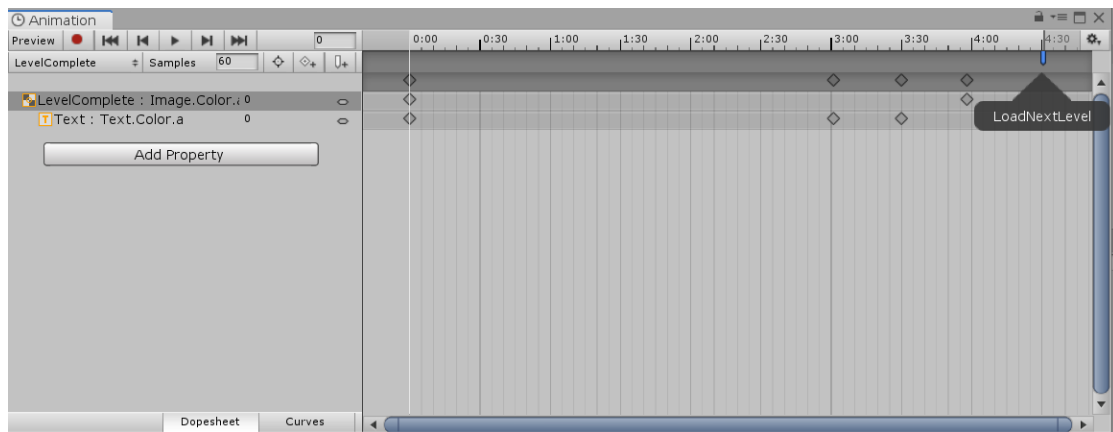 Animation
Preview 0 0:00 0:30 1:00 1:30 2:00 2:30 3:00 3:30 4:00 4:30
LevelComplete Samples 60
LevelComplete : Image.Color.a 0
Text : Text.Color.a 0
LoadNextLevel
Add Property
Dopesheet Curves